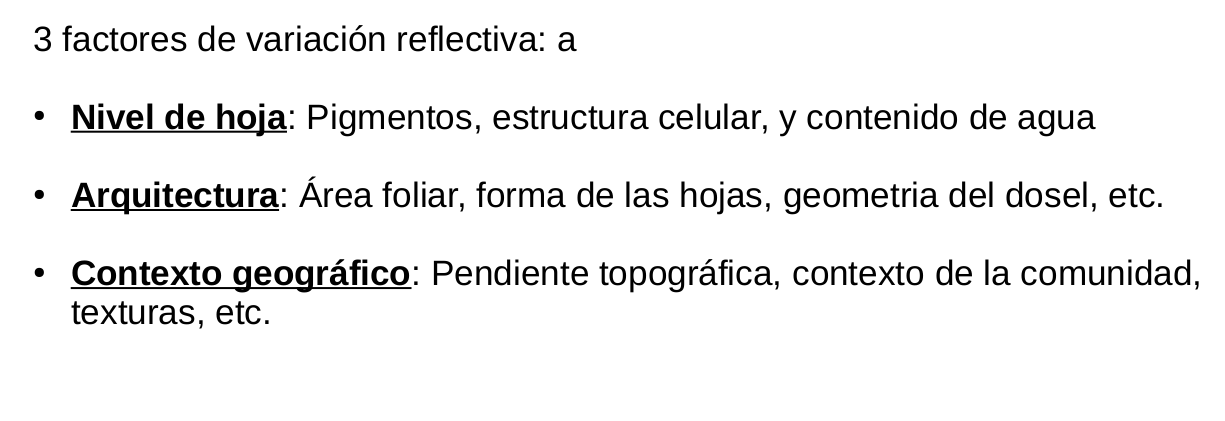 3 factores de variación reflectiva: a
• Nivel de hoja: Pigmentos, estructura celular, y contenido de agua
• Arquitectura: Área foliar, forma de las hojas, geometria del dosel, etc.
• Contexto geográfico: Pendiente topográfica, contexto de la comunidad,
texturas, etc.